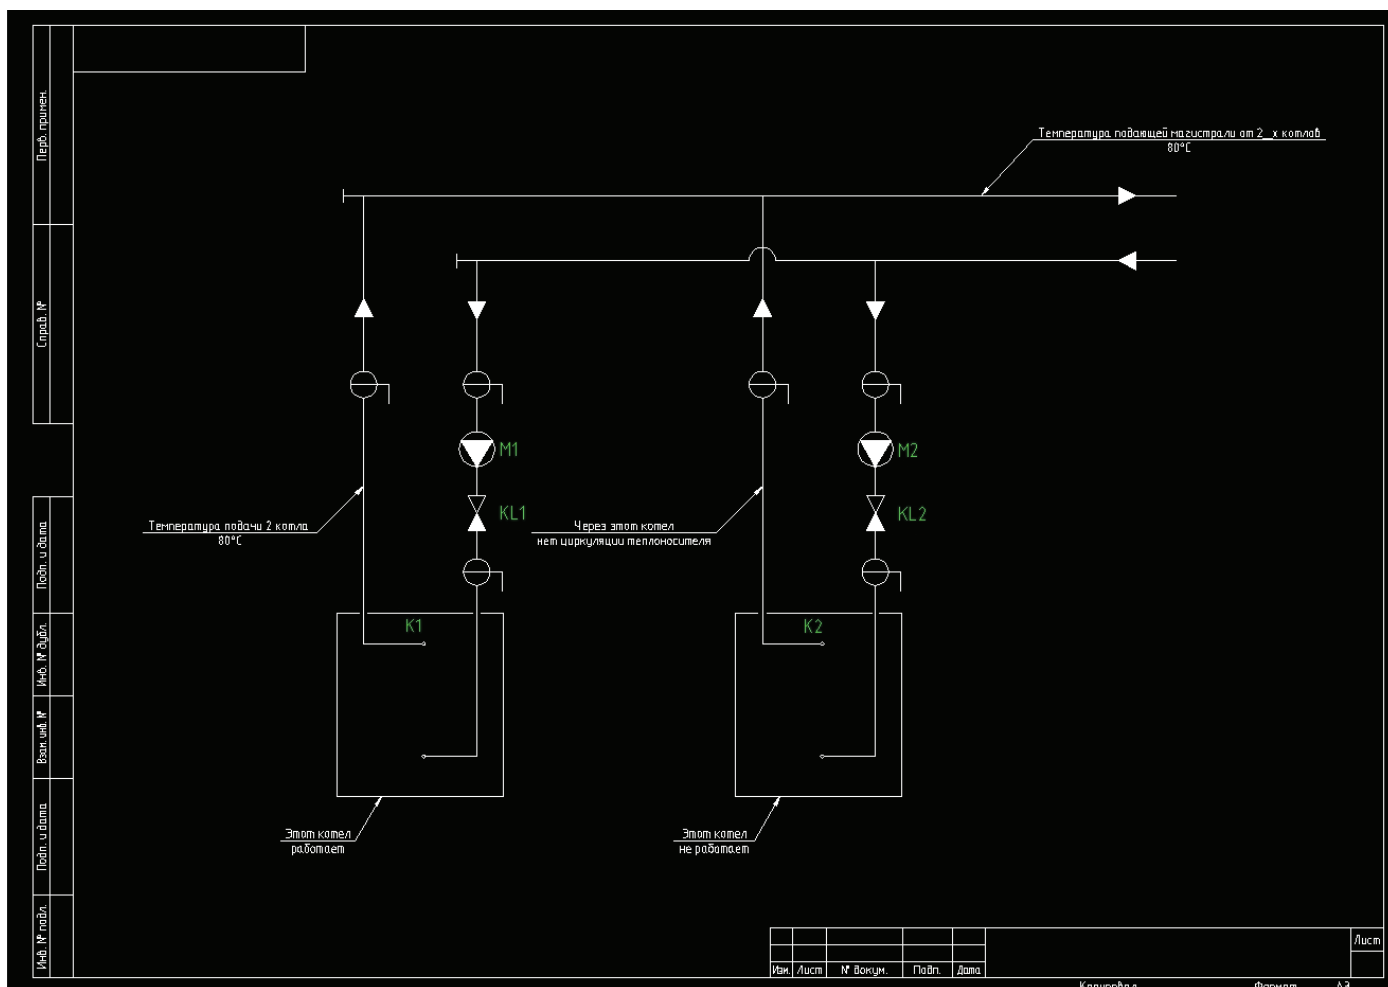 Перв. примен.
Справ. №
Подп. и дата
Инв. № дубл.
Взам. инв. №
Подп. и дата
Инв. № подл.
Температура подающей магистрали от 2_х котлов
80°С
M1
M2
KL1
KL2
Температура подачи 2 котла
80°С
Через этот котел
нет циркуляции теплоносителя
K1
K2
Этот котел
работает
Этот котел
не работает
Изм. Лист № докум. Подп. Дата
Лист
Копировал Формат А3